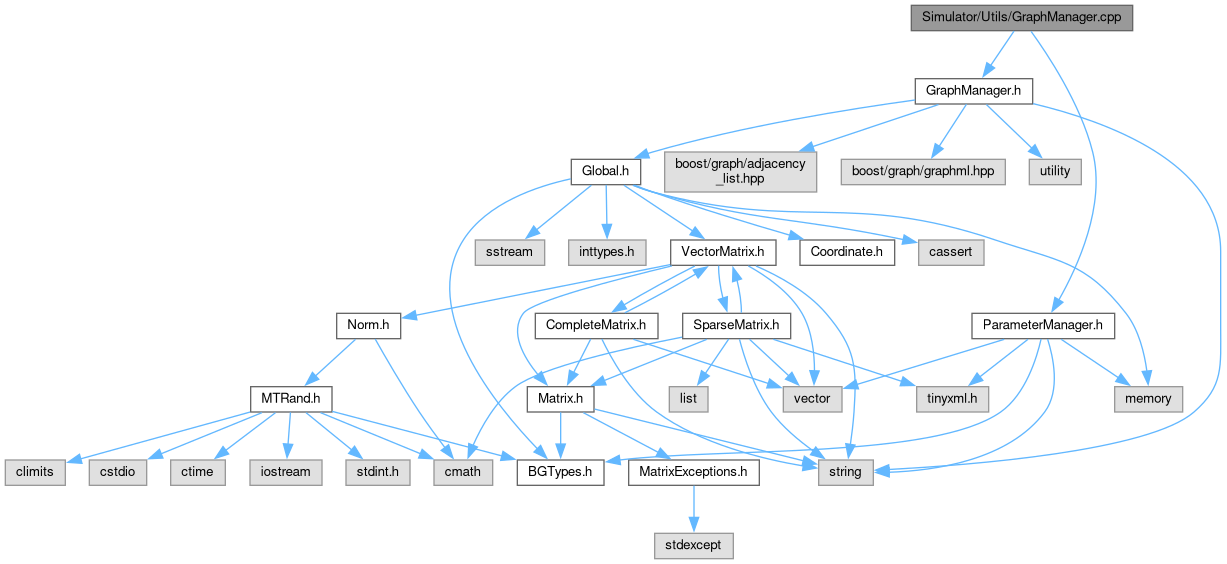 Simulator/Utils/GraphManager.cpp
GraphManager.h
Global.h
boost/graph/adjacency
_list.hpp
boost/graph/graphml.hpp
utility
sstream
inttypes.h
VectorMatrix.h
Coordinate.h
cassert
Norm.h
CompleteMatrix.h
SparseMatrix.h
ParameterManager.h
MTRand.h
Matrix.h
list
vector
tinyxml.h
memory
climits
cstdio
ctime
iostream
stdint.h
cmath
BGTypes.h
MatrixExceptions.h
string
stdexcept